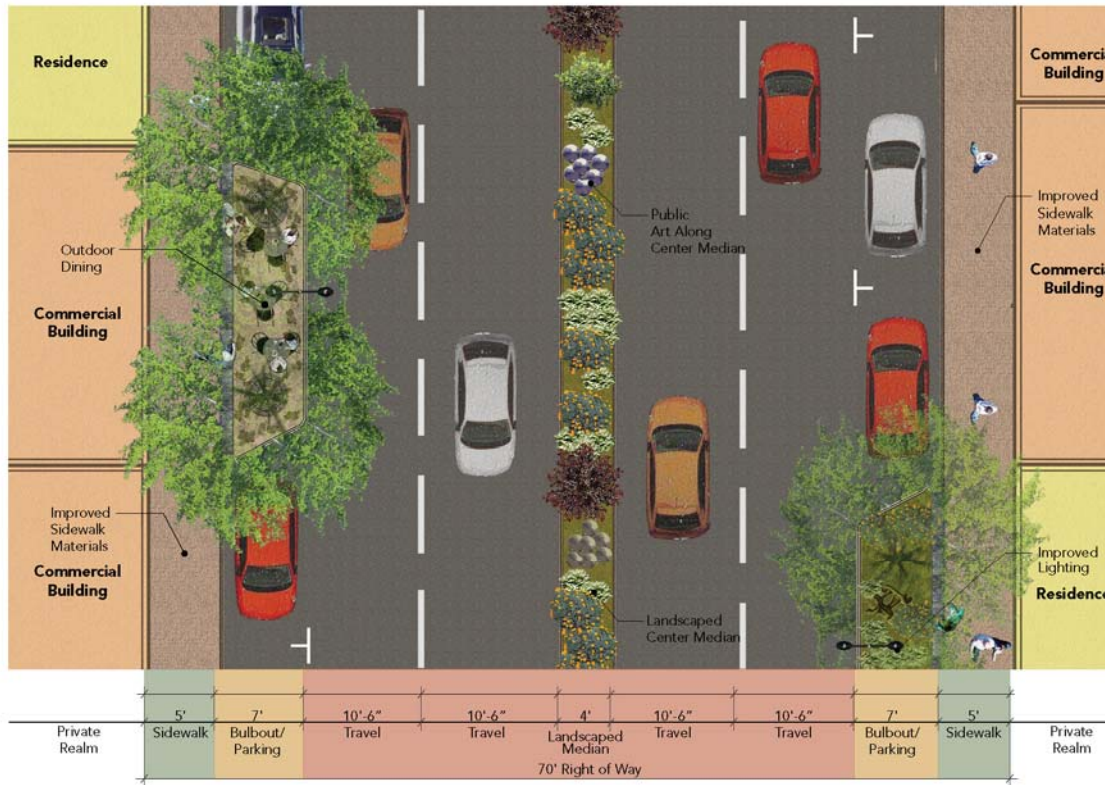 Residence
Commercial
Building
Outdoor
Dining
Commercial
Building
Improved
Sidewalk
Materials
Commercial
Building
Public
Art Along
Center Median
Landscaped
Center Median
Commercia
Building
Improved
Sidewalk
Materials
Commercia
Building
Improved
Lighting
Residence
Private
Realm
5'
Sidewalk
7'
Bulbout/
Parking
10'-6"
Travel
10'-6"
Travel
4'
Landscaped
Median
10'-6"
Travel
10'-6"
Travel
7'
Bulbout/
Parking
5'
Sidewalk
Private
Realm
70' Right of Way